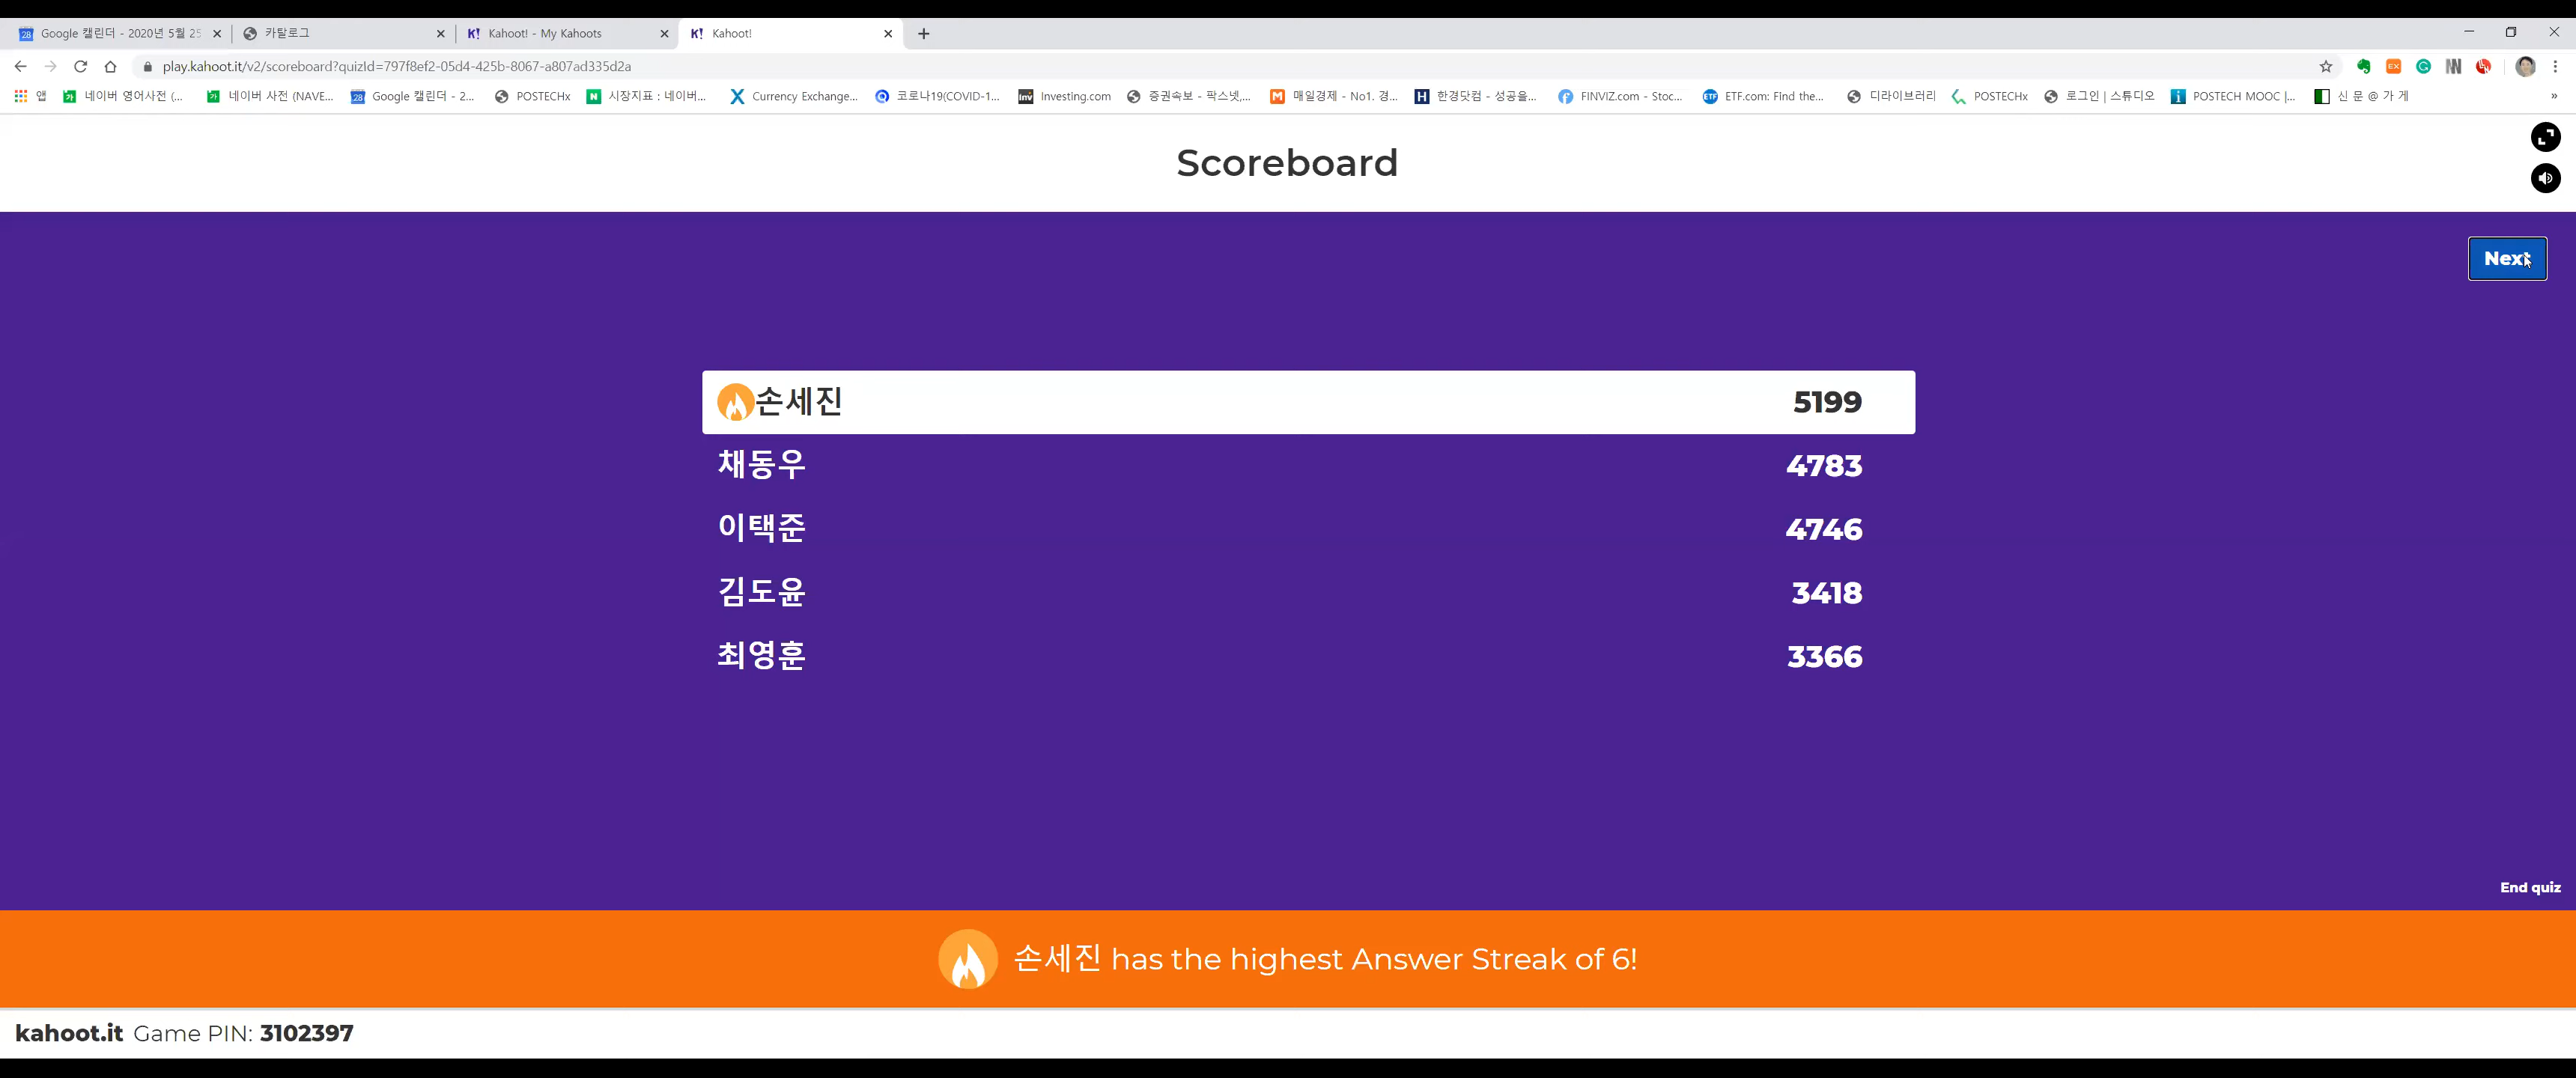 Google 캘린더 - 2020년 5월 25
카탈로그
Kahoot! - My Kahoots
Kahoot!
play.kahoot.it/v2/scoreboard?quizId=797f8ef2-05d4-425b-8067-a807ad335d2a
앱 네이버 영어사전 (... 네이버 사전 (NAVE... Google 캘린더 - 2... POSTECHx 시장지표 : 네이버... Currency Exchange... 코로나19(COVID-1... Investing.com 증권속보 - 팍스넷,... 매일경제 - No1. 경... 한경닷컴 - 성공을... FINVIZ.com - Stoc... ETF.com: Find the... 디라이브러리 POSTECHx 로그인 | 스튜디오 POSTECH MOOC |... 신 문 @ 가 게 »
Scoreboard
Next
손세진 5199
채동우 4783
이택준 4746
김도윤 3418
최영훈 3366
End quiz
손세진 has the highest Answer Streak of 6!
kahoot.it Game PIN: 3102397